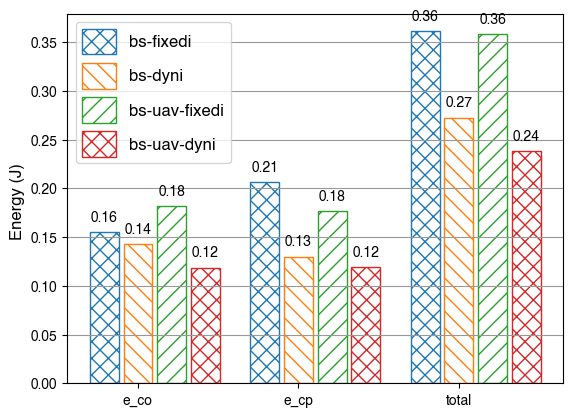 0.36
0.36
0.35
bs-fixedi
0.30
bs-dyni
0.27
bs-uav-fixedi
0.25
0.24
bs-uav-dyni
Energy (J)
0.21
0.20
0.18
0.18
0.16
0.15
0.14
0.13
0.12
0.12
0.10
0.05
0.00
e_co
e_cp
total